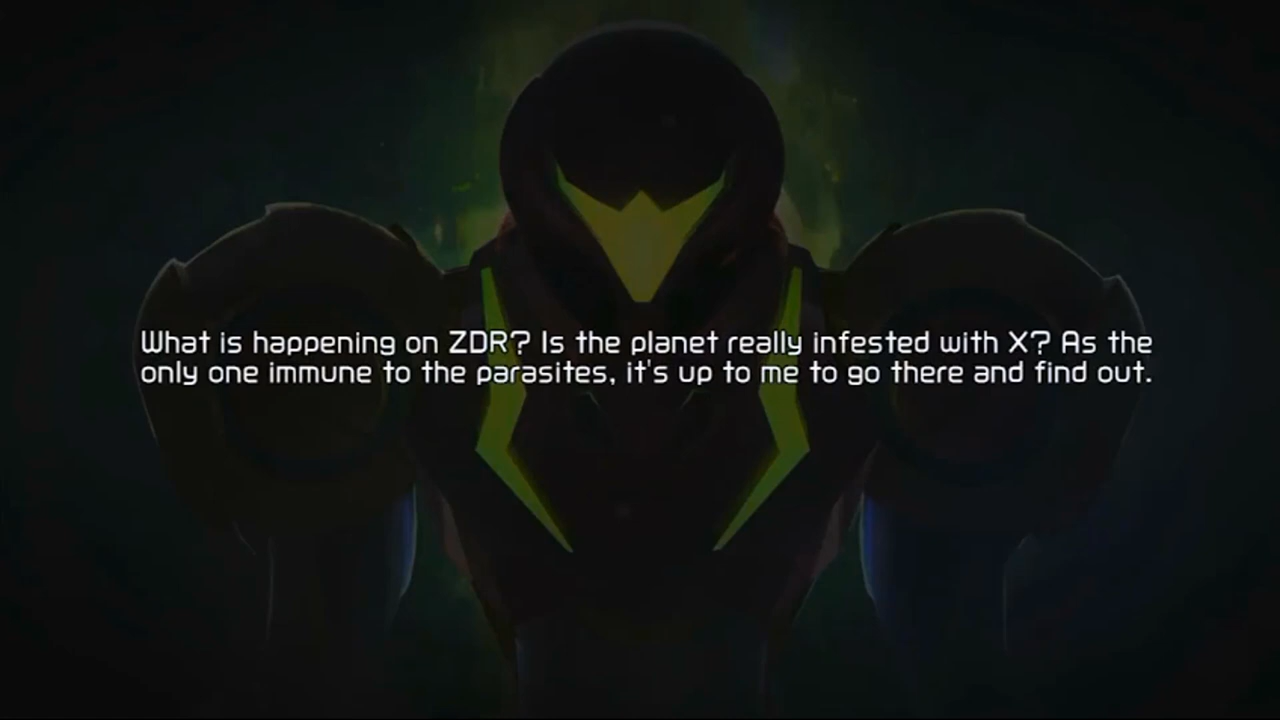 What is happening on ZDR? Is the planet really infested with X? As the
only one immune to the parasites, it's up to me to go there and find out.